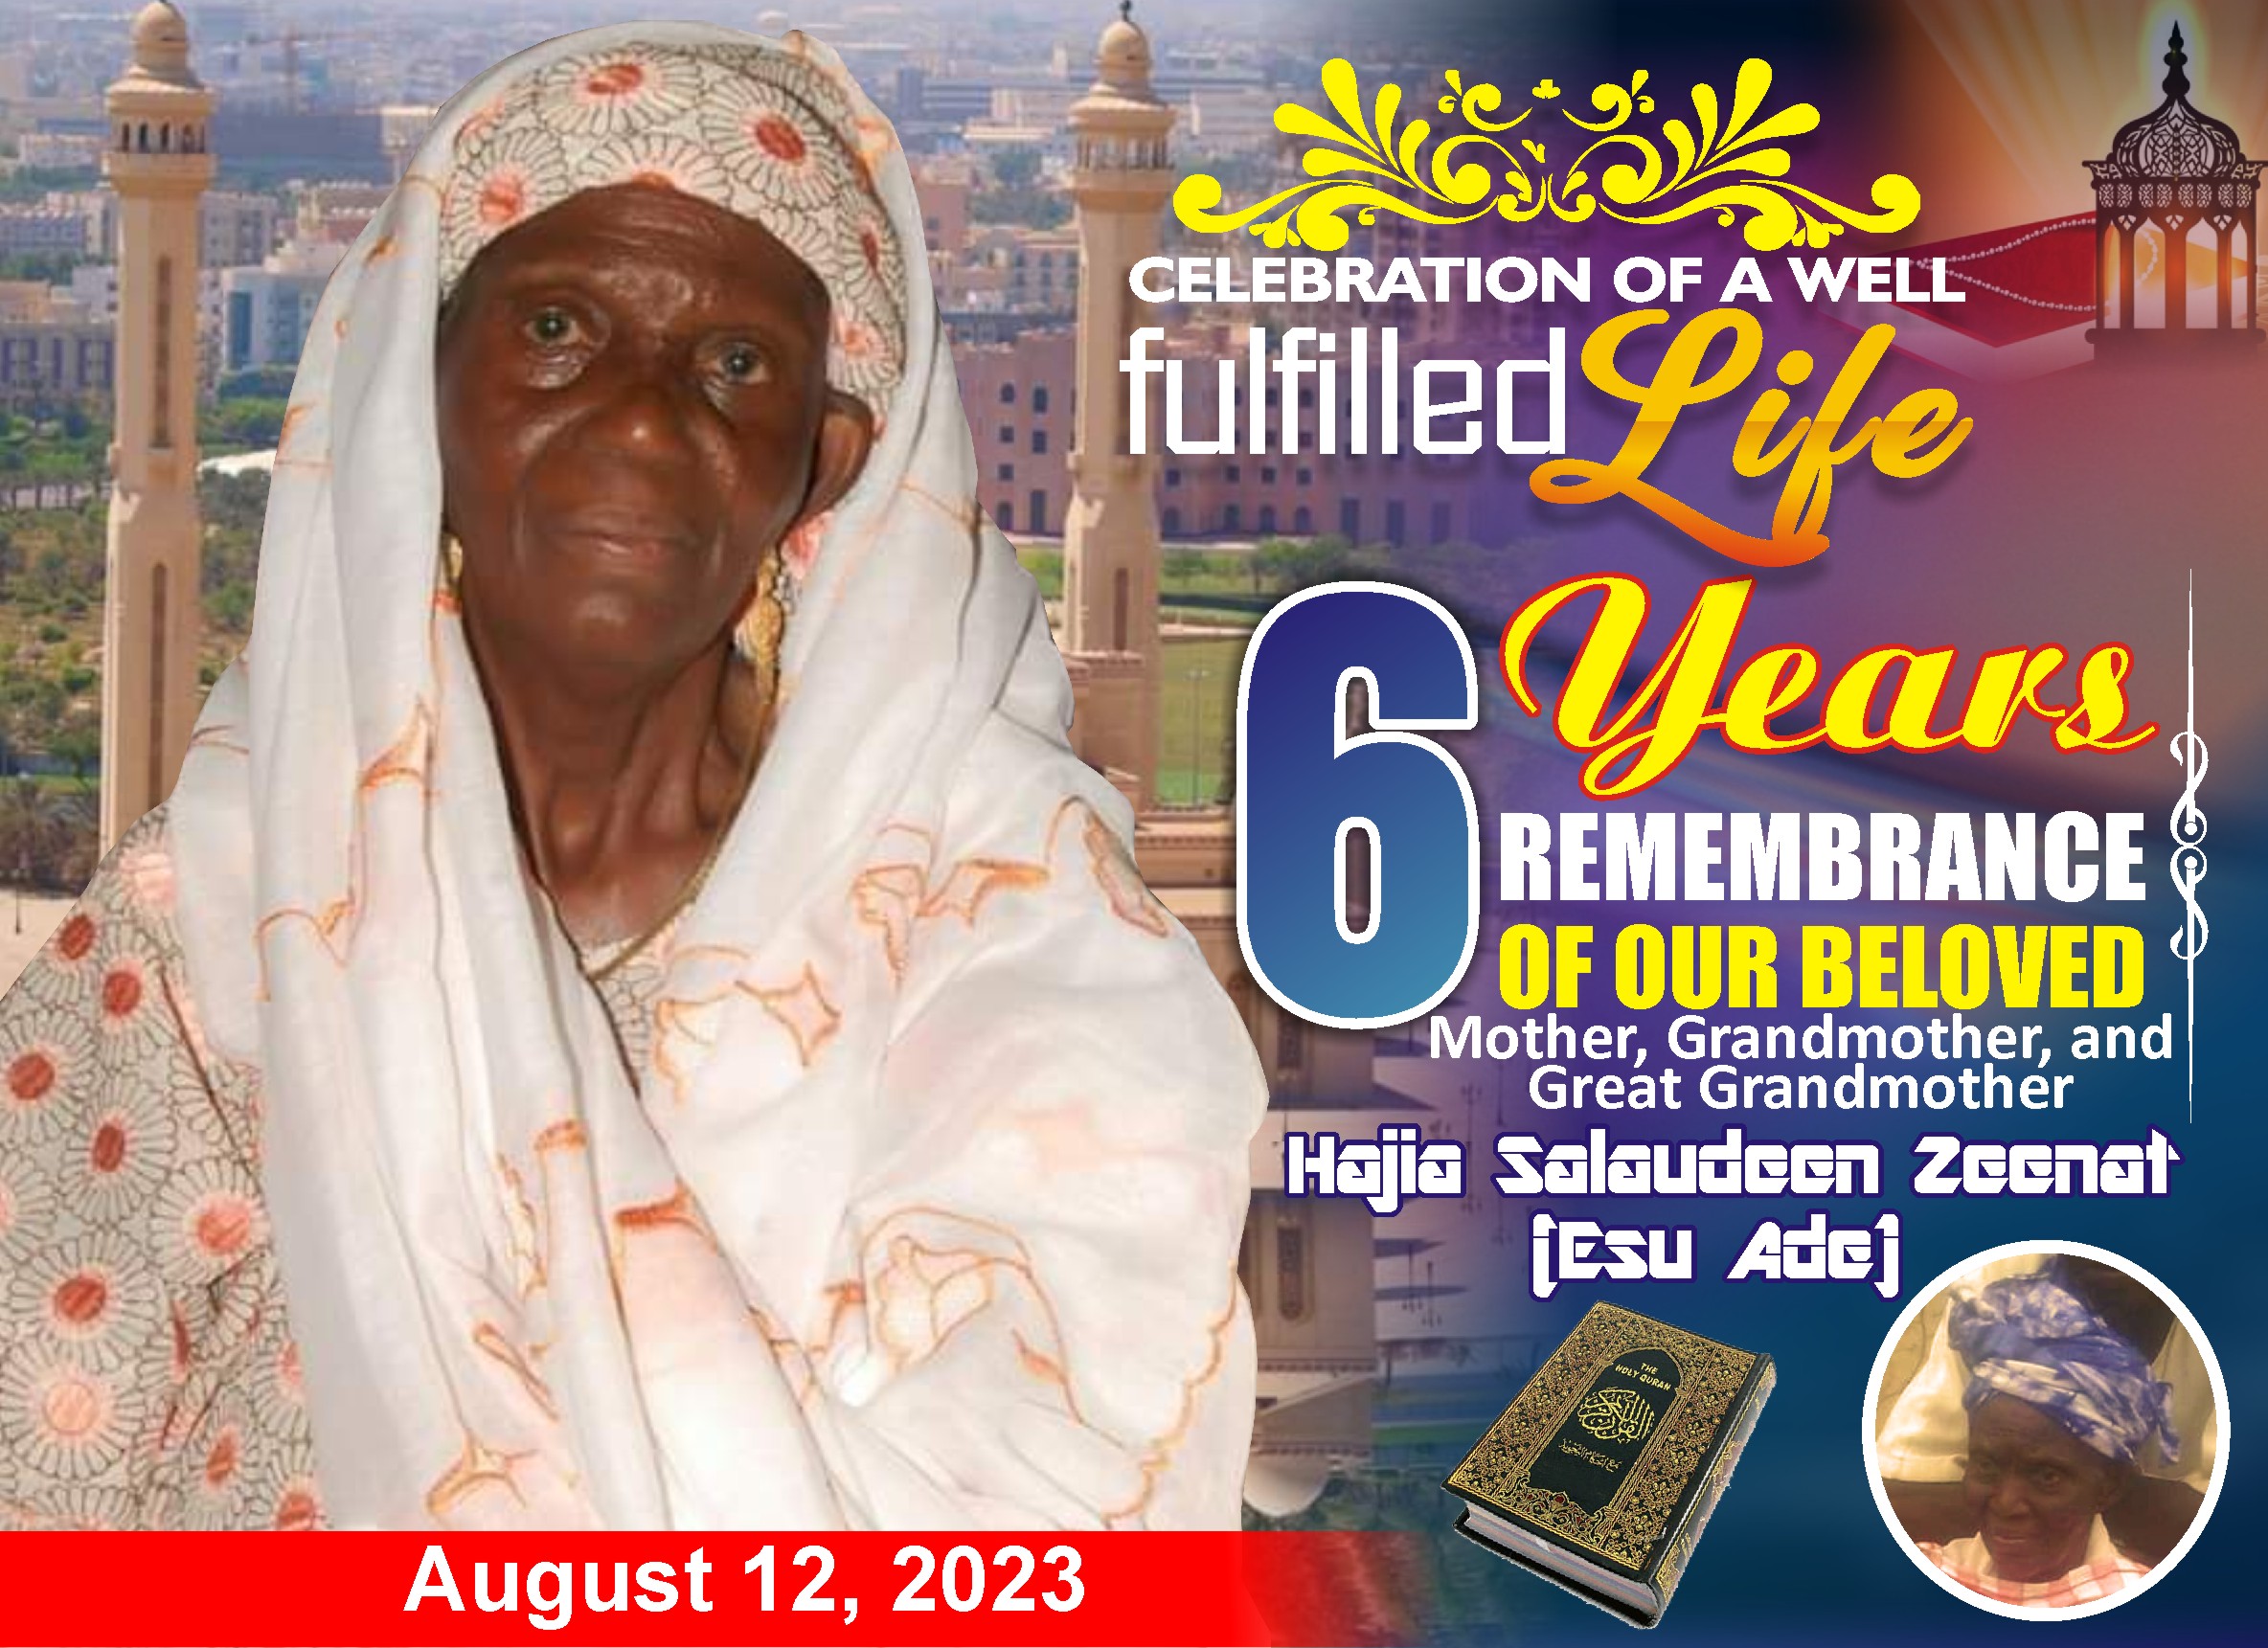 CELEBRATION OF A WELL
fulfilled Life
6 Years
REMEMBRANCE
OF OUR BELOVED
Mother, Grandmother, and
Great Grandmother
Hajia Salaudeen Zeenat
(Esu Ade)
THE
HOLY QURAN
August 12, 2023